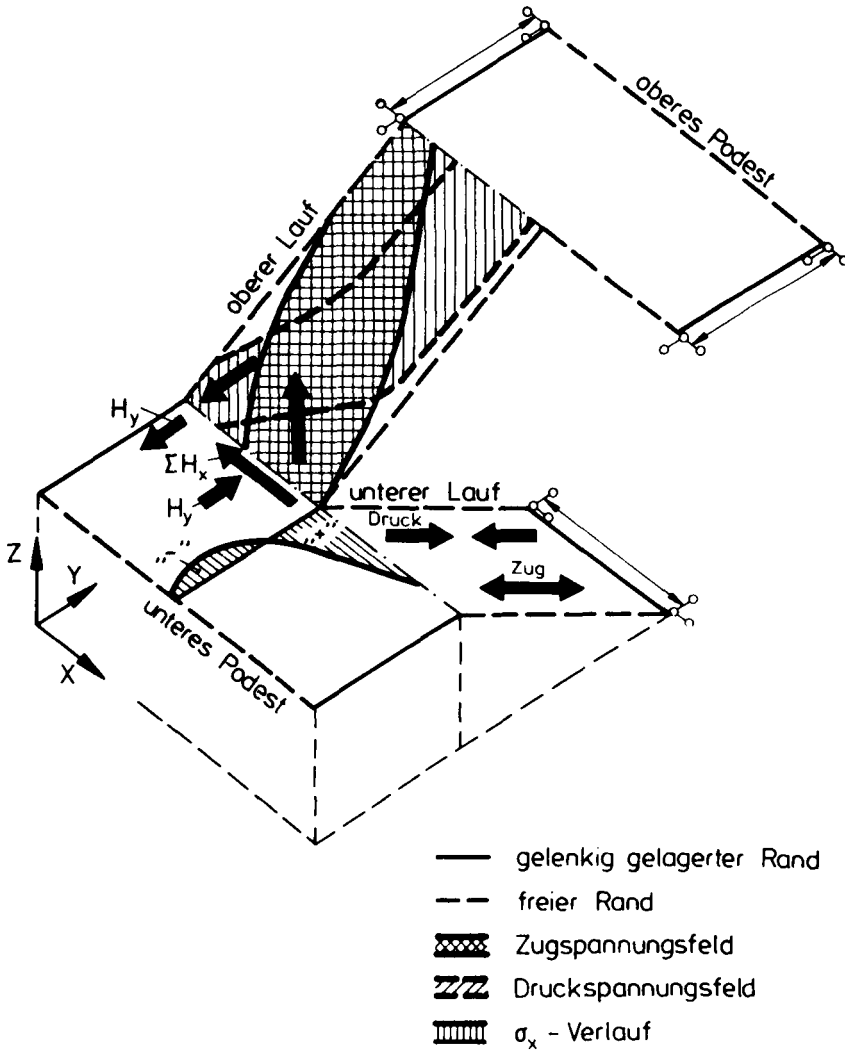 oberes Podest
oberer Lauf
H_y
ΣH_x
H_y
unterer Lauf
Druck
Zug
"-"
"+"
Z
Y
X
unteres Podest
gelenkig gelagerter Rand
freier Rand
Zugspannungsfeld
Druckspannungsfeld
σ_x - Verlauf